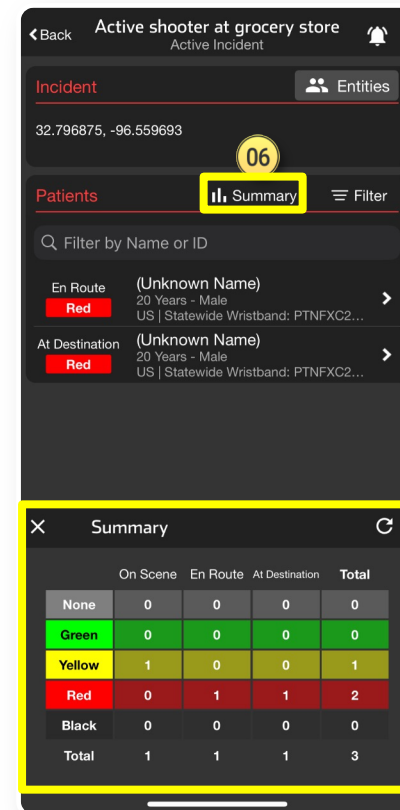 Back
Active shooter at grocery store
Active Incident
Incident
Entities
32.796875, -96.559693
06
Patients
Summary
Filter
Filter by Name or ID
En Route
Red
(Unknown Name)
20 Years - Male
US | Statewide Wristband: PTNFXC2...
At Destination
Red
(Unknown Name)
20 Years - Male
US | Statewide Wristband: PTNFXC2...
Summary
On Scene En Route At Destination Total
None 0 0 0 0
Green 0 0 0 0
Yellow 1 0 0 1
Red 0 1 1 2
Black 0 0 0 0
Total 1 1 1 3